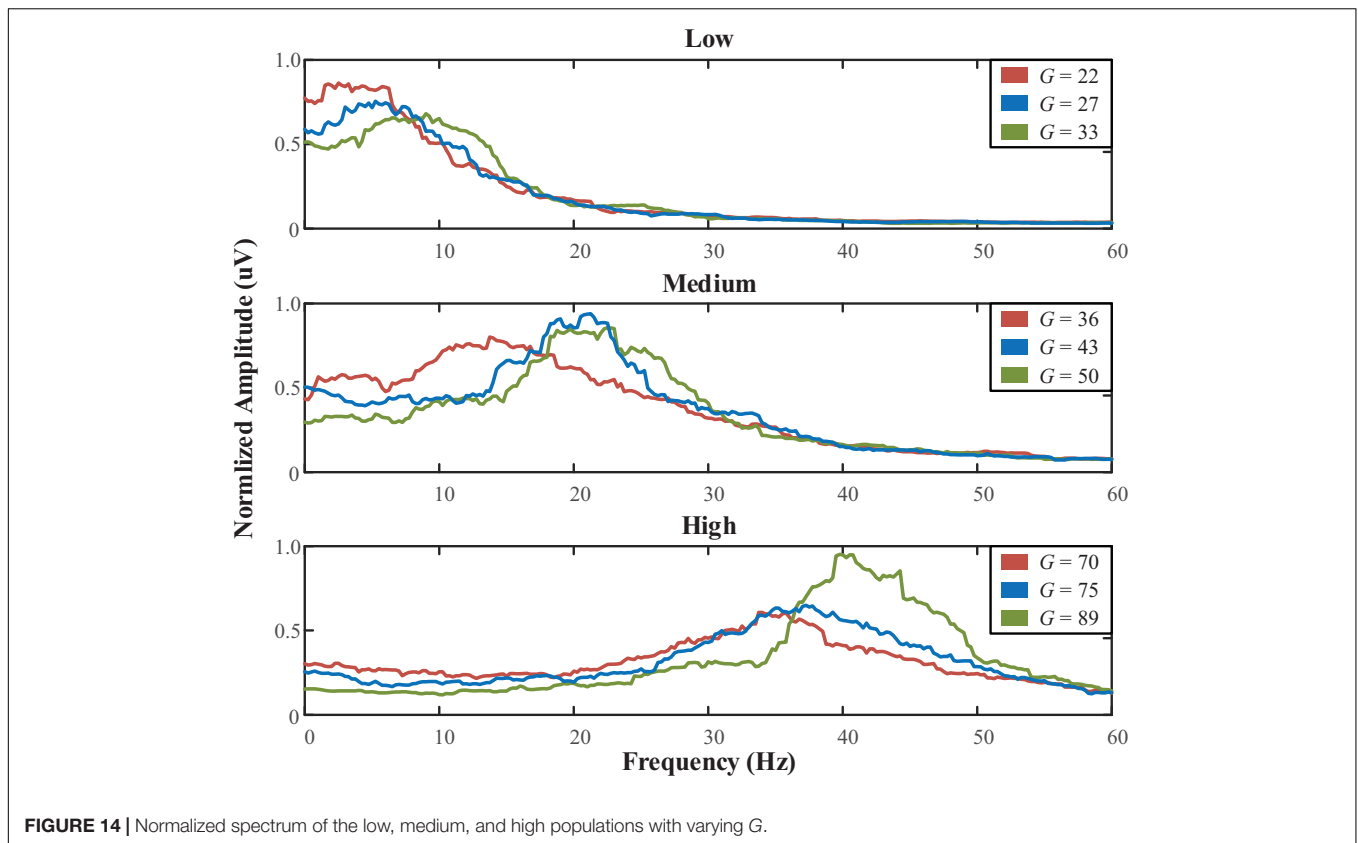 Low
1.0
0.5
0
10
20
30
40
50
60
G = 22
G = 27
G = 33
Normlized Amplitude (uV)
Medium
1.0
0.5
0
10
20
30
40
50
60
G = 36
G = 43
G = 50
High
1.0
0.5
0
0
10
20
30
40
50
60
G = 70
G = 75
G = 89
Frequency (Hz)
FIGURE 14 | Normalized spectrum of the low, medium, and high populations with varying G.